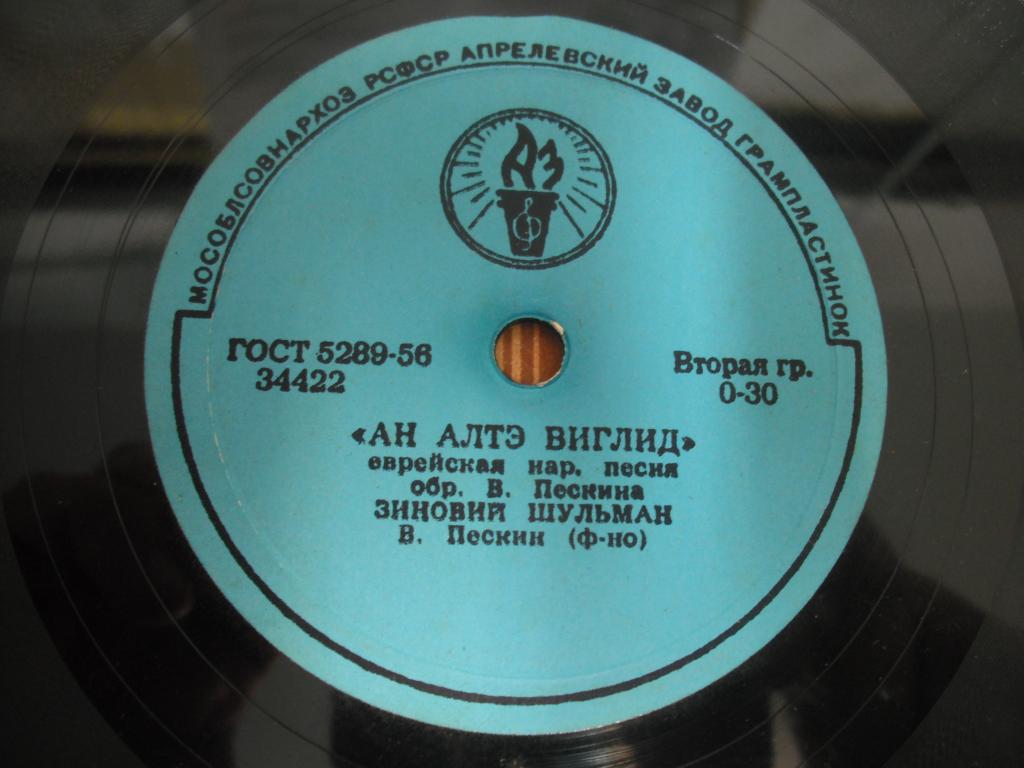 МОСОБЛСОВНАРХОЗ РСФСР АПРЕЛЕВСКИЙ ЗАВОД ГРАМПЛАСТИНОК
АЗ
ГОСТ 5289-56
34422
Вторая гр.
0-30
«АН АЛТЭ ВИГЛИД»
еврейская нар. песня
обр. В. Пескина
ЗИНОВИЙ ШУЛЬМАН
В. Пескин (ф-но)